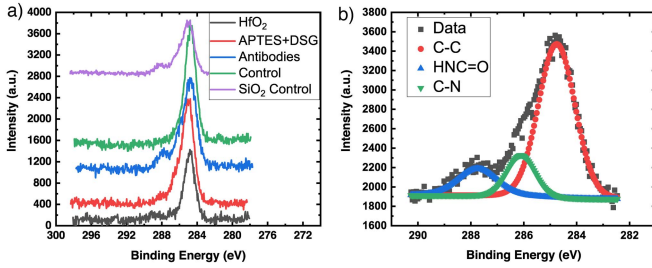 a)
HfO₂
APTES+DSG
Antibodies
Control
SiO₂ Control
4000
3600
3200
2800
2400
2000
1600
1200
800
400
0
Intensity (a.u.)
300 296 292 288 284 280 276 272
Binding Energy (eV)
b)
Data
C-C
HNC=O
C-N
3800
3600
3400
3200
3000
2800
2600
2400
2200
2000
1800
1600
Intensity (a.u.)
290 288 286 284 282
Binding Energy (eV)